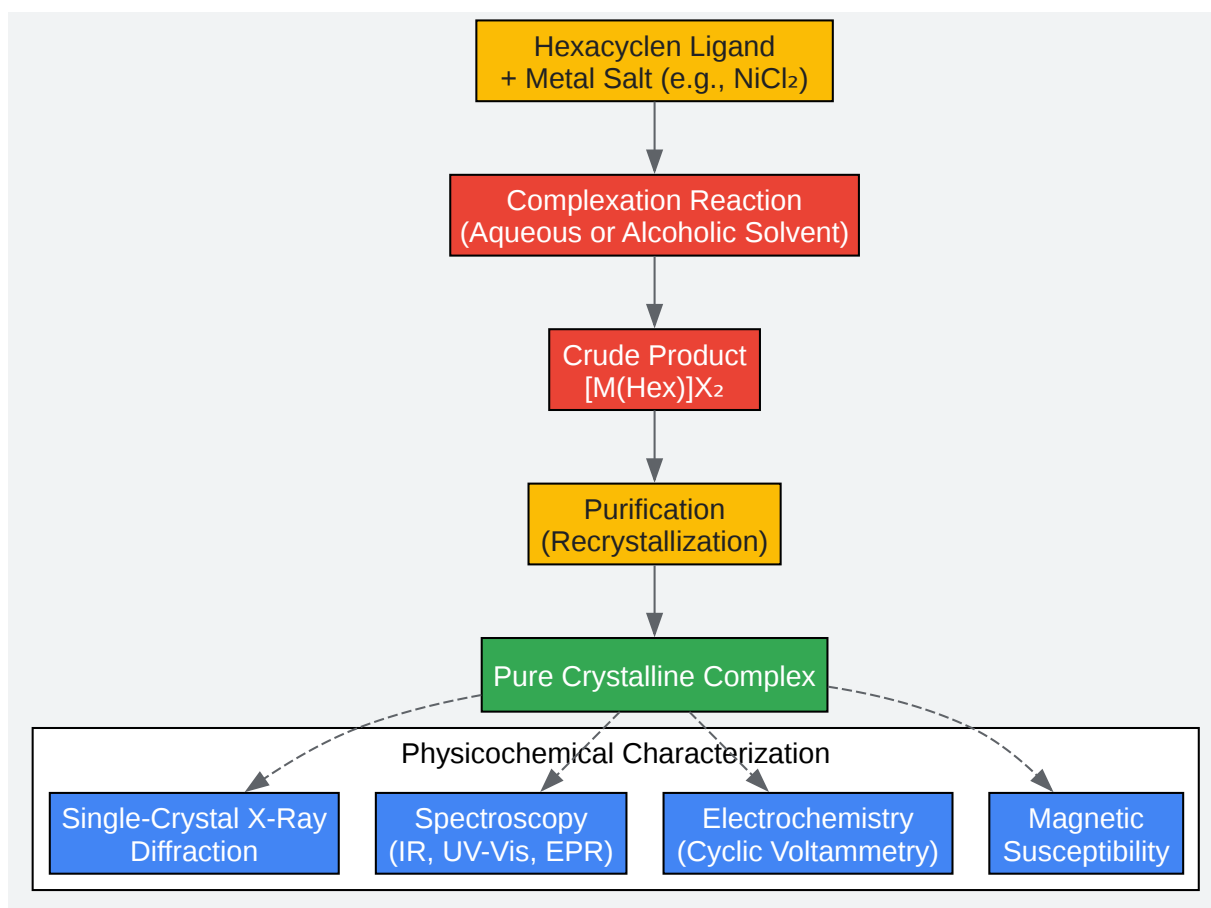 Hexacyclen Ligand
+ Metal Salt (e.g., NiCl₂)
Complexation Reaction
(Aqueous or Alcoholic Solvent)
Crude Product
[M(Hex)]X₂
Purification
(Recrystallization)
Pure Crystalline Complex
Physicochemical Characterization
Single-Crystal X-Ray
Diffraction
Spectroscopy
(IR, UV-Vis, EPR)
Electrochemistry
(Cyclic Voltammetry)
Magnetic
Susceptibility